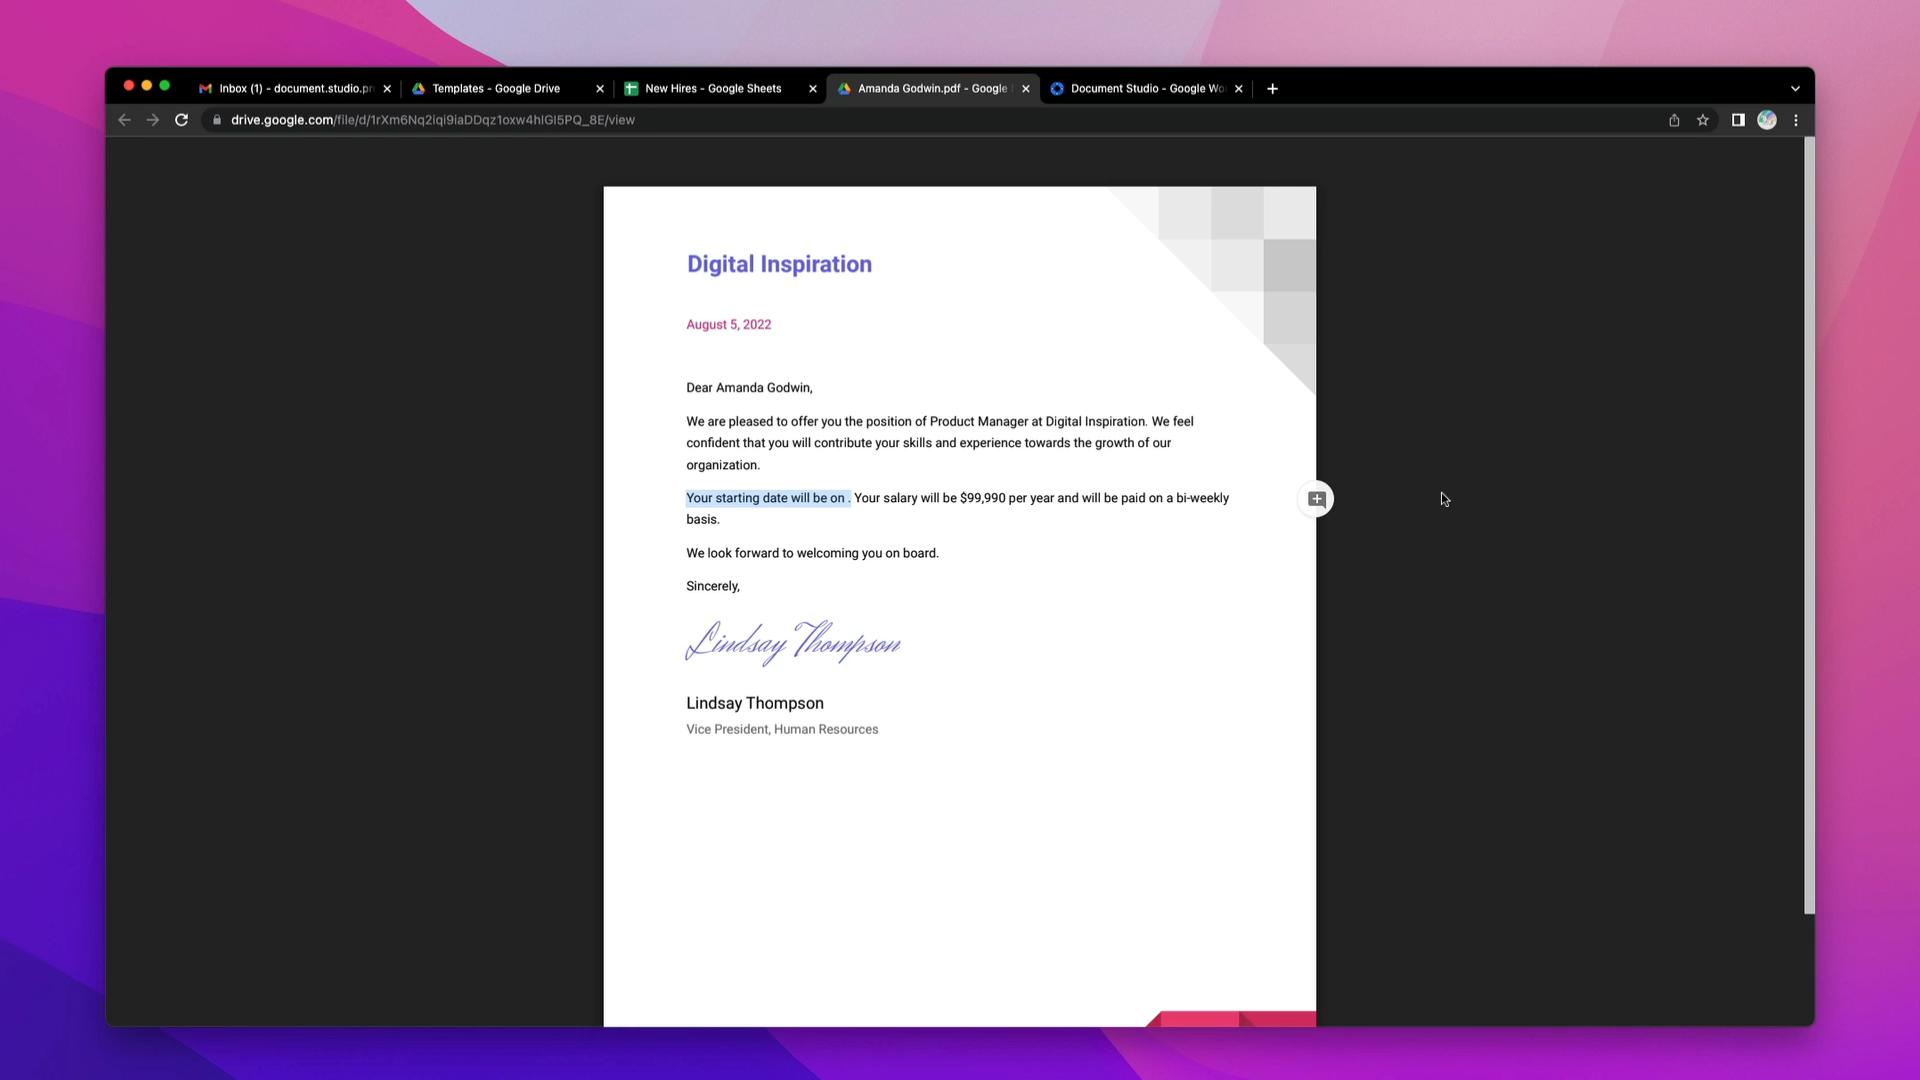 Inbox (1) - document.studio.pr
Templates - Google Drive
New Hires - Google Sheets
Amanda Godwin.pdf - Google
Document Studio - Google Wo
drive.google.com/file/d/1rXm6Nq2iqi9iaDDqz1oxw4hIGl5PQ_8E/view
Digital Inspiration
August 5, 2022
Dear Amanda Godwin,
We are pleased to offer you the position of Product Manager at Digital Inspiration. We feel
confident that you will contribute your skills and experience towards the growth of our
organization.
Your starting date will be on . Your salary will be $99,990 per year and will be paid on a bi-weekly
basis.
We look forward to welcoming you on board.
Sincerely,
Lindsay Thompson
Lindsay Thompson
Vice President, Human Resources